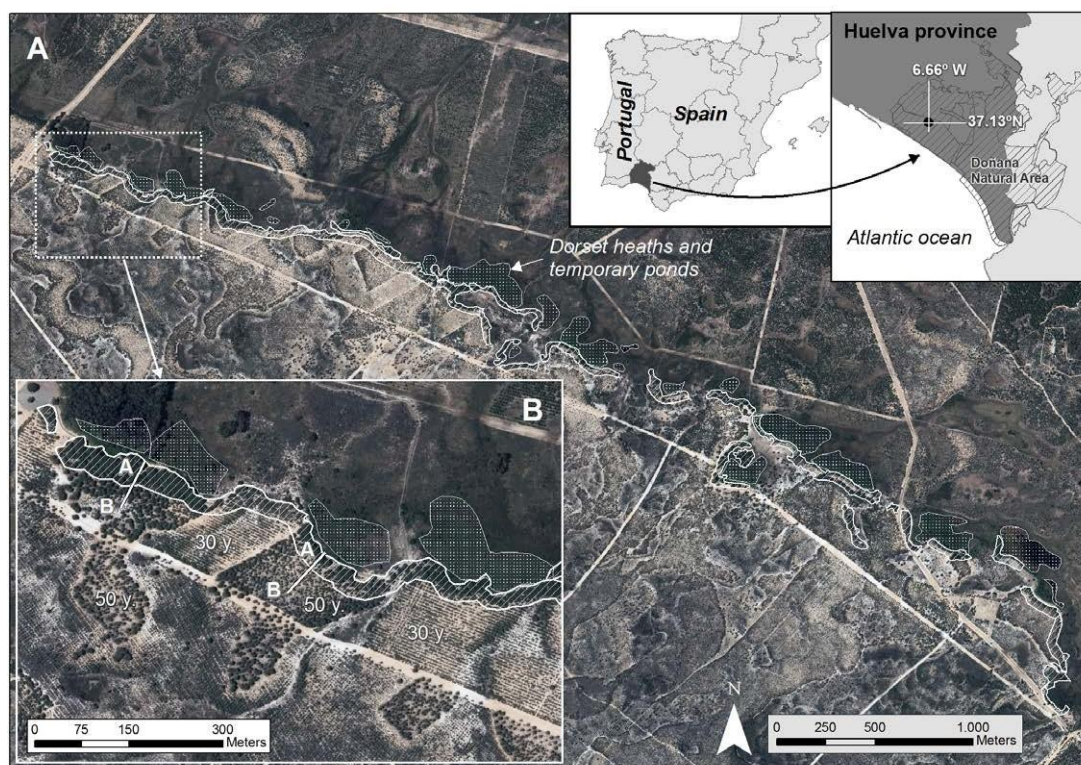 A
Portugal
Spain
Huelva province
6.66º W
37.13ºN
Doñana
Natural Area
Atlantic ocean
Dorset heaths and
temporary ponds
B
A
B
30 y.
A
B
50 y.
50 y.
30 y.
0 75 150 300
Meters
N
0 250 500 1.000
Meters